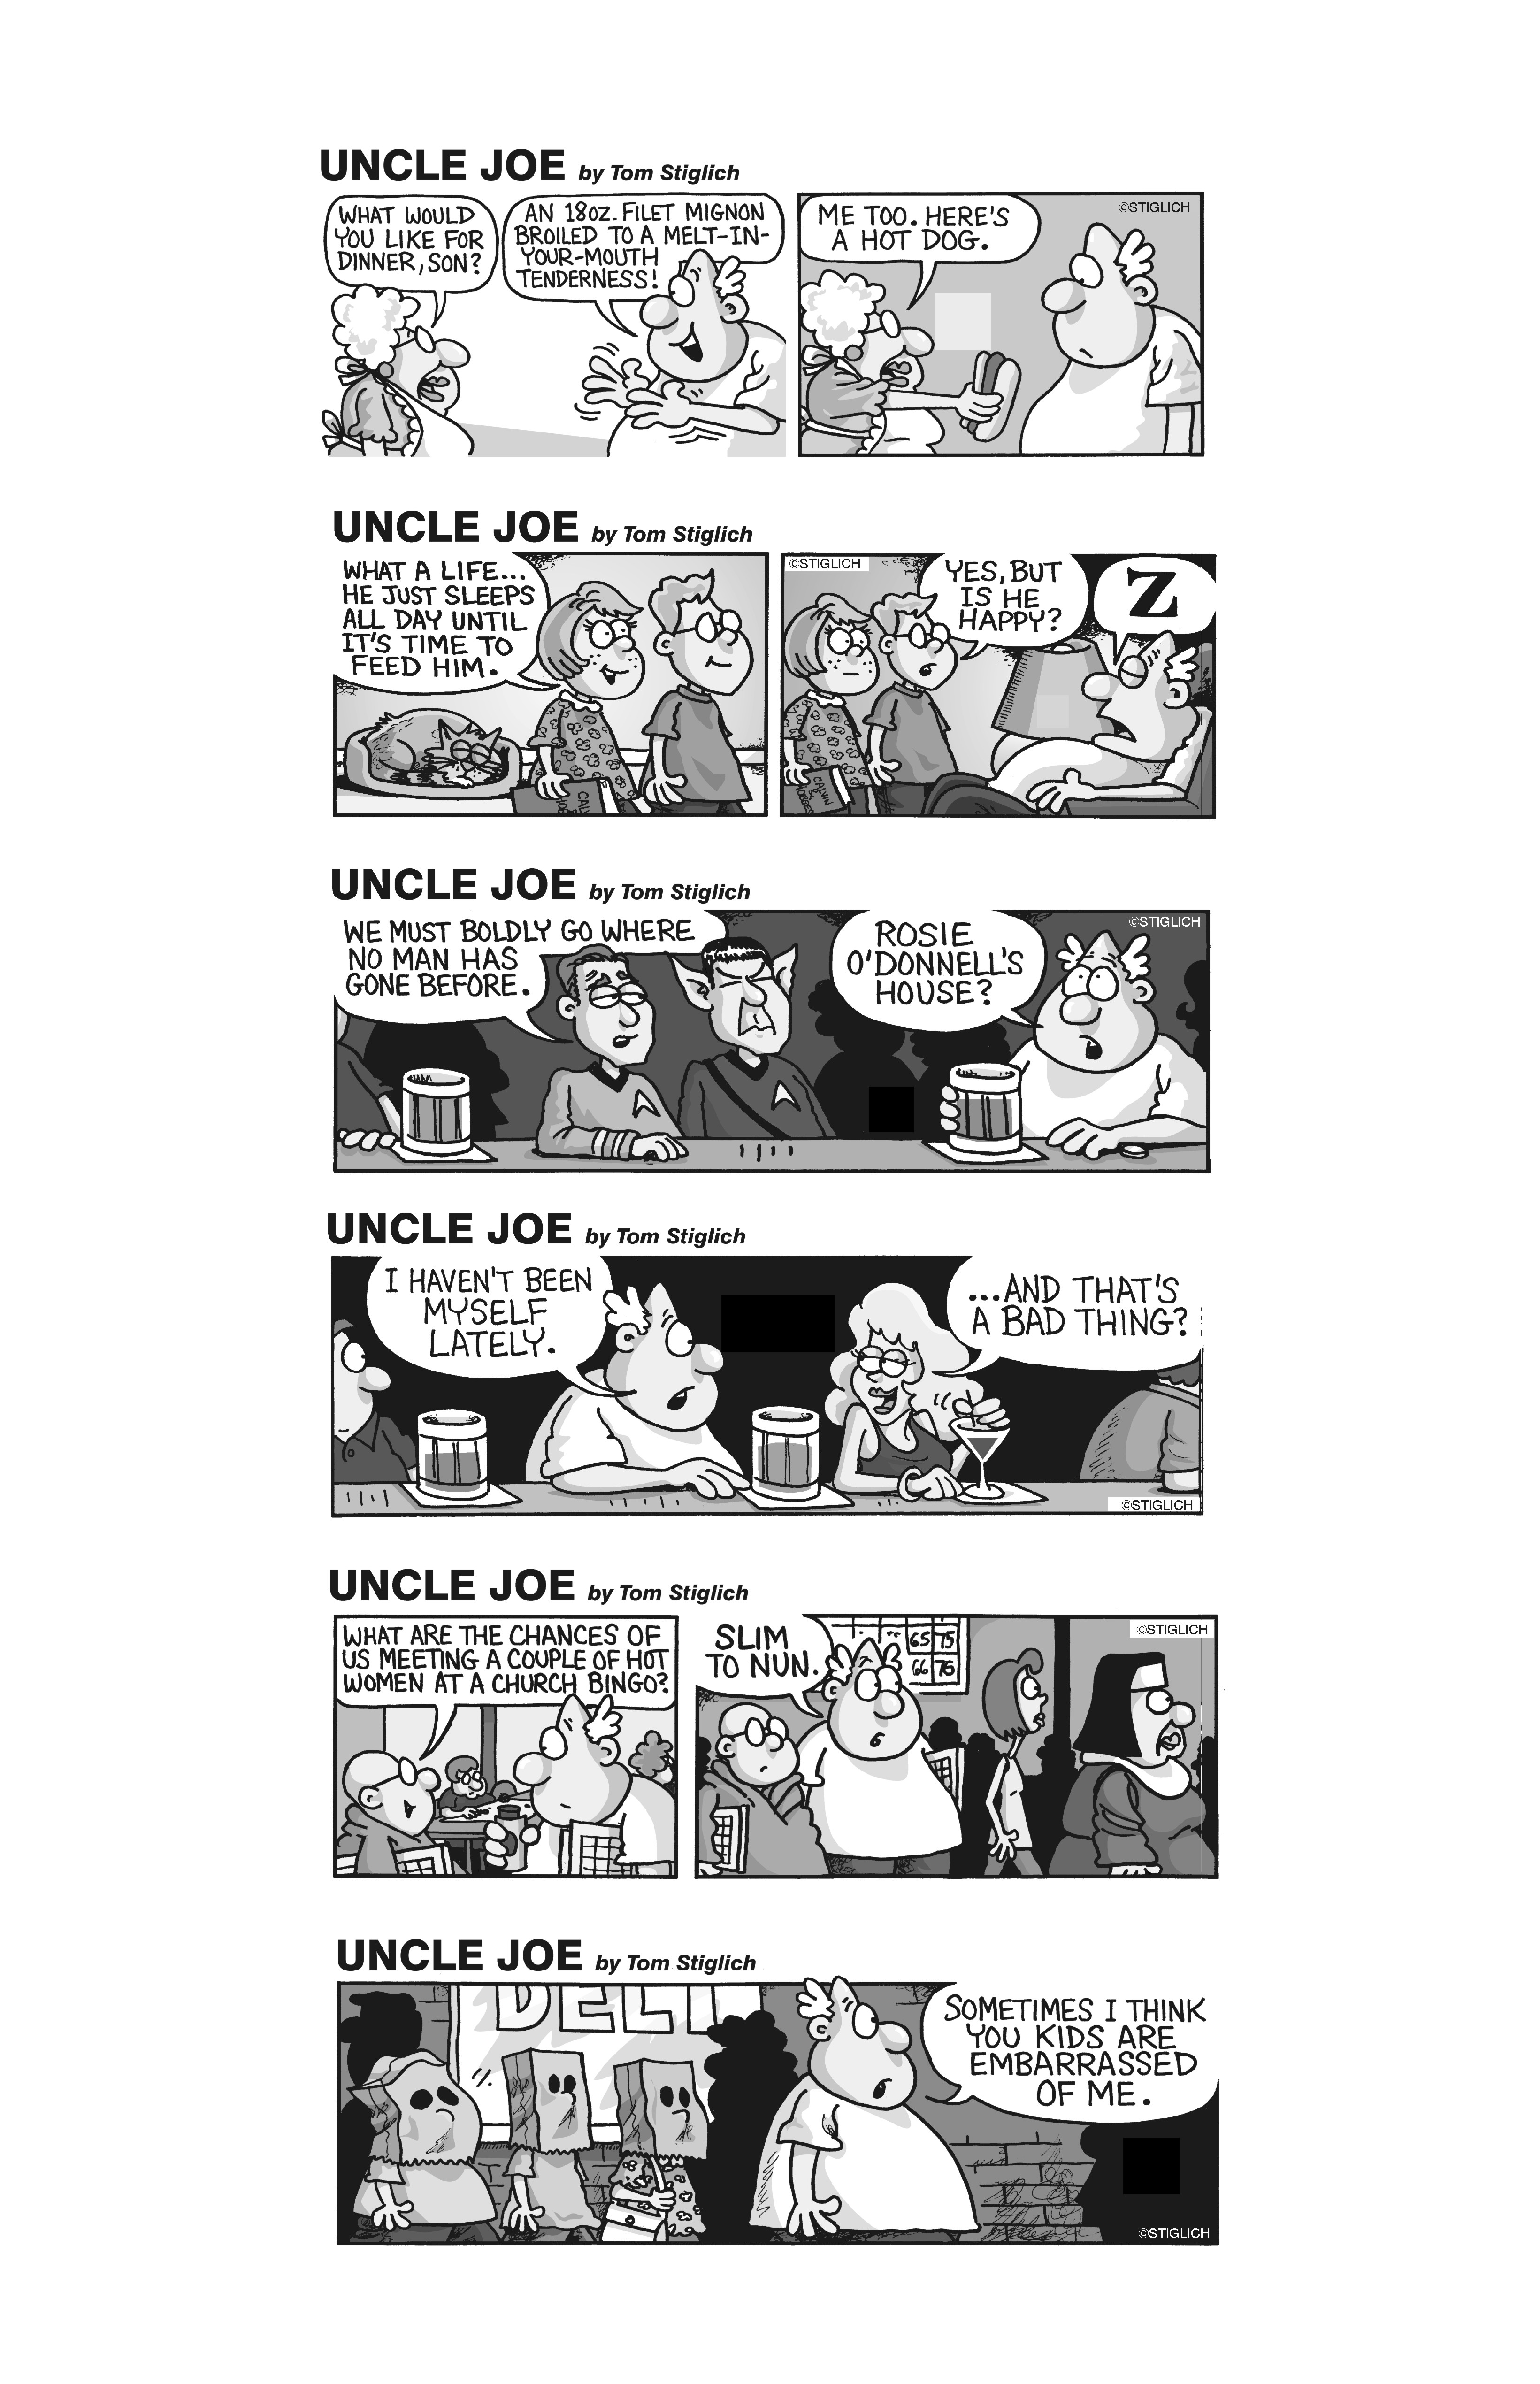 UNCLE JOE by Tom Stiglich
WHAT WOULD
YOU LIKE FOR
DINNER, SON?
AN 18OZ. FILET MIGNON
BROILED TO A MELT-IN-
YOUR-MOUTH
TENDERNESS!
ME TOO. HERE'S
A HOT DOG.
©STIGLICH
UNCLE JOE by Tom Stiglich
WHAT A LIFE...
HE JUST SLEEPS
ALL DAY UNTIL
IT'S TIME TO
FEED HIM.
CAL
HOB
©STIGLICH
YES, BUT
IS HE
HAPPY?
Z
CALVIN
&
HOBBES
UNCLE JOE by Tom Stiglich
WE MUST BOLDLY GO WHERE
NO MAN HAS
GONE BEFORE.
ROSIE
O'DONNELL'S
HOUSE?
©STIGLICH
UNCLE JOE by Tom Stiglich
I HAVEN'T BEEN
MYSELF
LATELY.
...AND THAT'S
A BAD THING?
©STIGLICH
UNCLE JOE by Tom Stiglich
WHAT ARE THE CHANCES OF
US MEETING A COUPLE OF HOT
WOMEN AT A CHURCH BINGO?
SLIM
TO NUN.
65 75
66 76
©STIGLICH
UNCLE JOE by Tom Stiglich
DELI
SOMETIMES I THINK
YOU KIDS ARE
EMBARRASSED
OF ME.
©STIGLICH